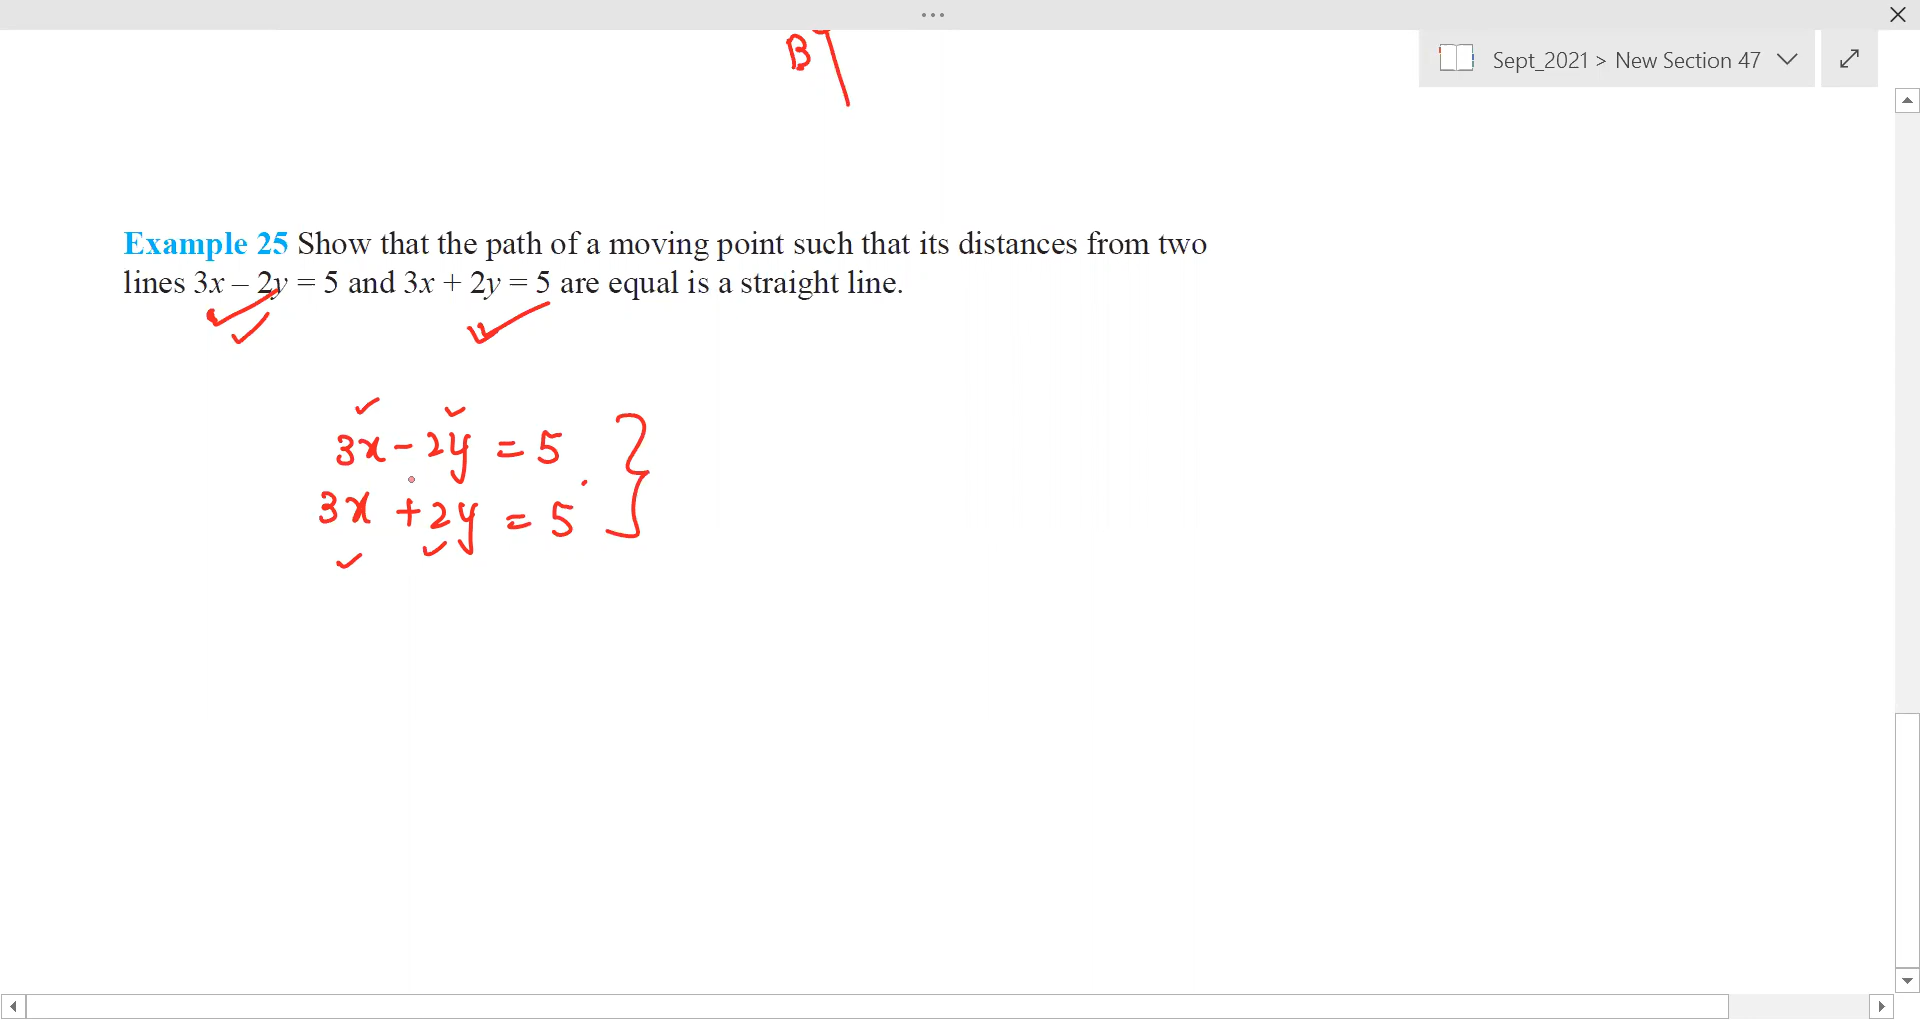 ...
B
Sept_2021 > New Section 47
Example 25 Show that the path of a moving point such that its distances from two
lines 3x – 2y = 5 and 3x + 2y = 5 are equal is a straight line.
3x - 2y = 5
3x + 2y = 5